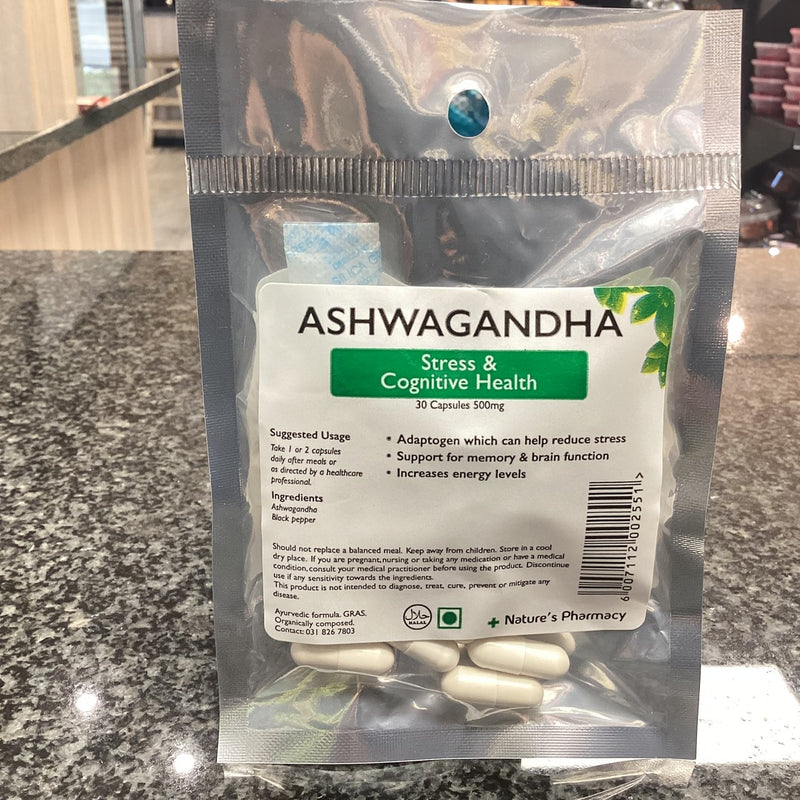 ASHWAGANDHA
Stress &
Cognitive Health
30 Capsules 500mg
Suggested Usage
Take 1 or 2 capsules
daily after meals or
as directed by a healthcare
professional.
Ingredients
Ashwagandha
Black pepper
• Adaptogen which can help reduce stress
• Support for memory & brain function
• Increases energy levels
Should not replace a balanced meal. Keep away from children. Store in a cool
dry place. If you are pregnant,nursing or taking any medication or have a medical
condition,consult your medical practitioner before using the product. Discontinue
use if any sensitivity towards the ingredients.
This product is not intended to diagnose, treat, cure, prevent or mitigate any
disease.
Ayurvedic formula. GRAS.
Organically composed.
Contact: 031 826 7803
حلال
HALAL
Nature's Pharmacy
6 007112 002551 >